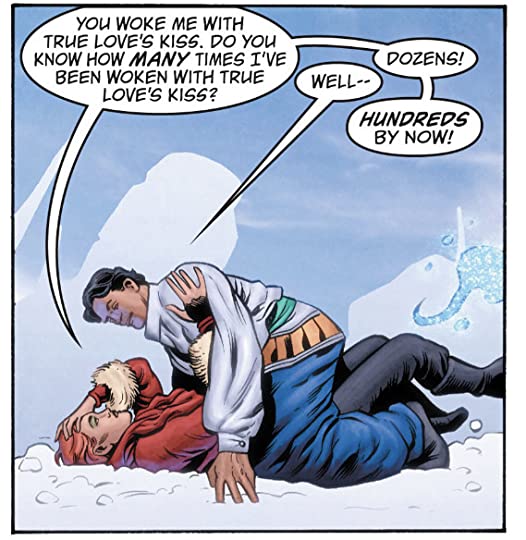 YOU WOKE ME WITH
TRUE LOVE'S KISS. DO YOU
KNOW HOW MANY TIMES I'VE
BEEN WOKEN WITH TRUE
LOVE'S KISS?
WELL--
DOZENS!
HUNDREDS
BY NOW!